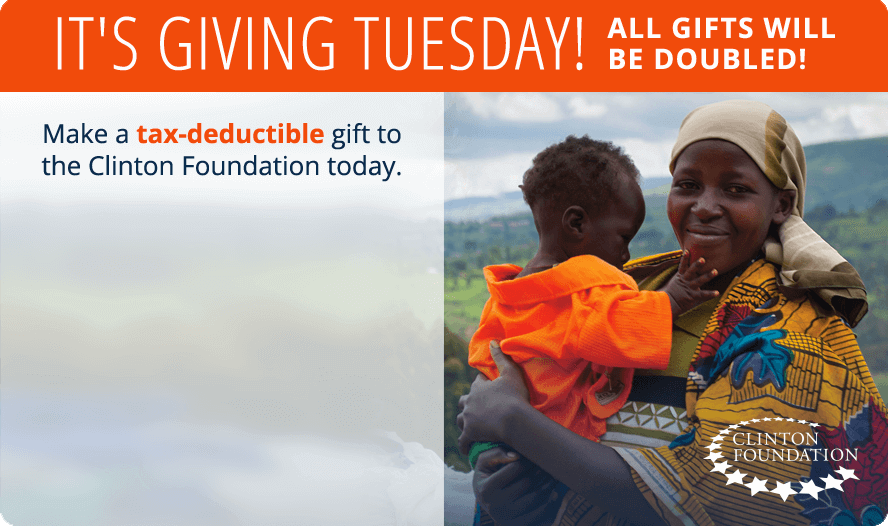 IT'S GIVING TUESDAY!
ALL GIFTS WILL
BE DOUBLED!
Make a tax-deductible gift to
the Clinton Foundation today.
CLINTON
FOUNDATION